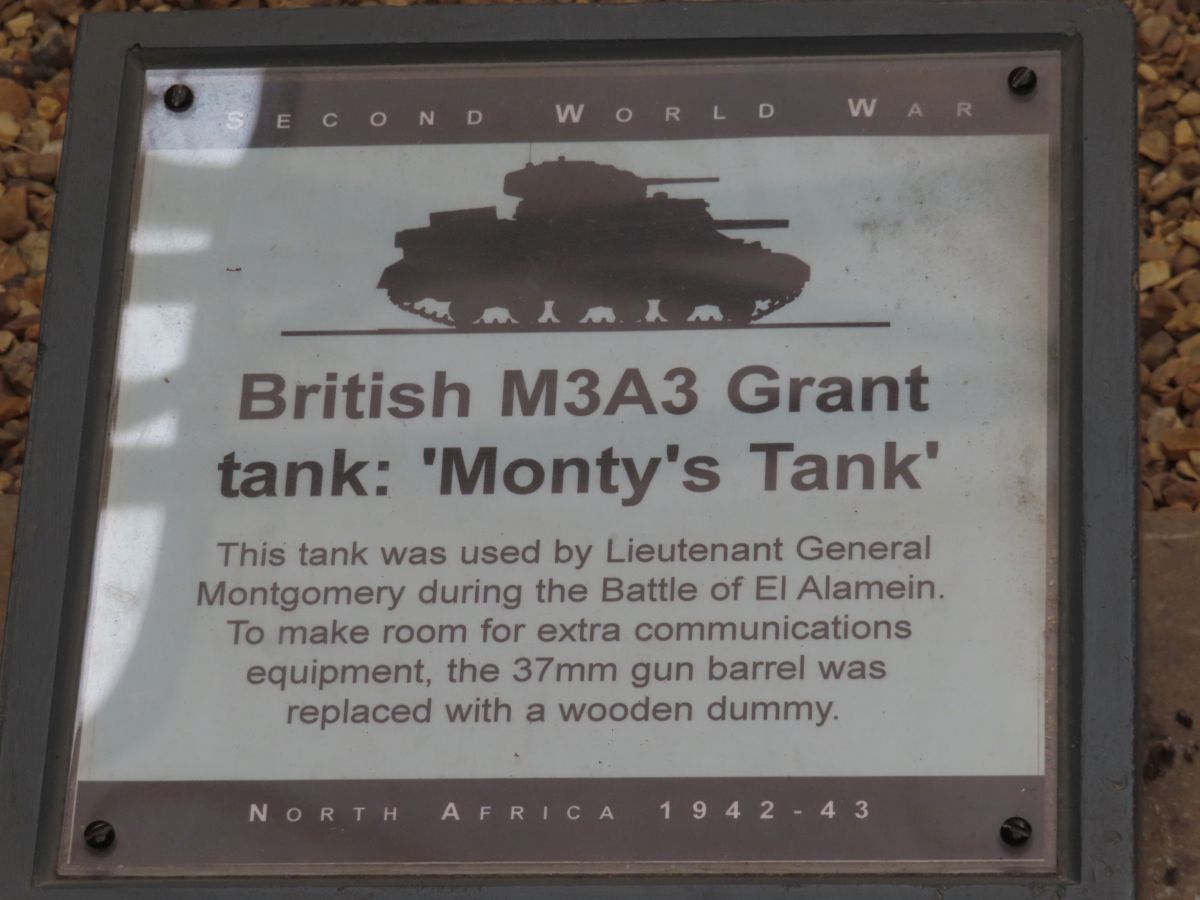 SECOND WORLD WAR
British M3A3 Grant
tank: 'Monty's Tank'
This tank was used by Lieutenant General
Montgomery during the Battle of El Alamein.
To make room for extra communications
equipment, the 37mm gun barrel was
replaced with a wooden dummy.
NORTH AFRICA 1942-43